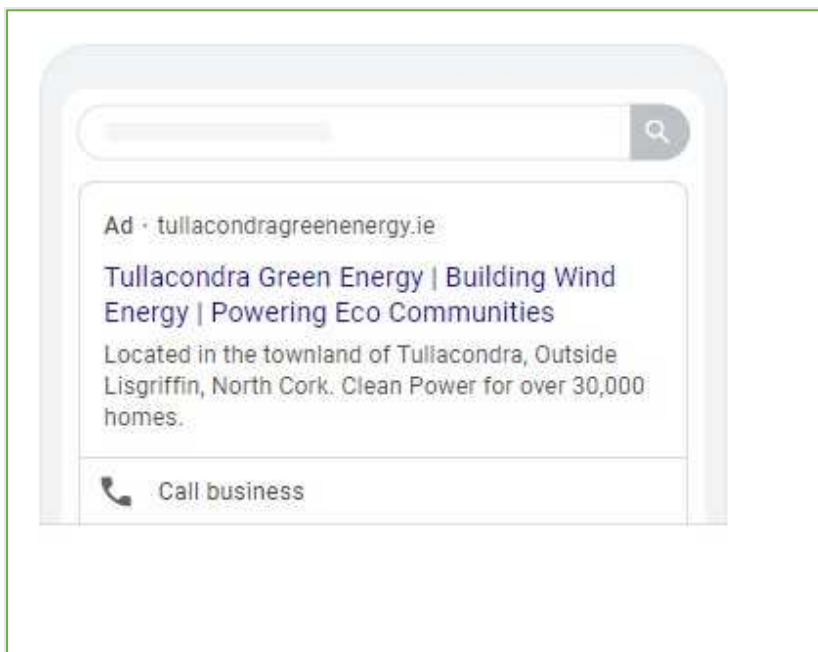 Ad · tullacondragreenenergy.ie
Tullacondra Green Energy | Building Wind
Energy | Powering Eco Communities
Located in the townland of Tullacondra, Outside
Lisgriffin, North Cork. Clean Power for over 30,000
homes.
Call business